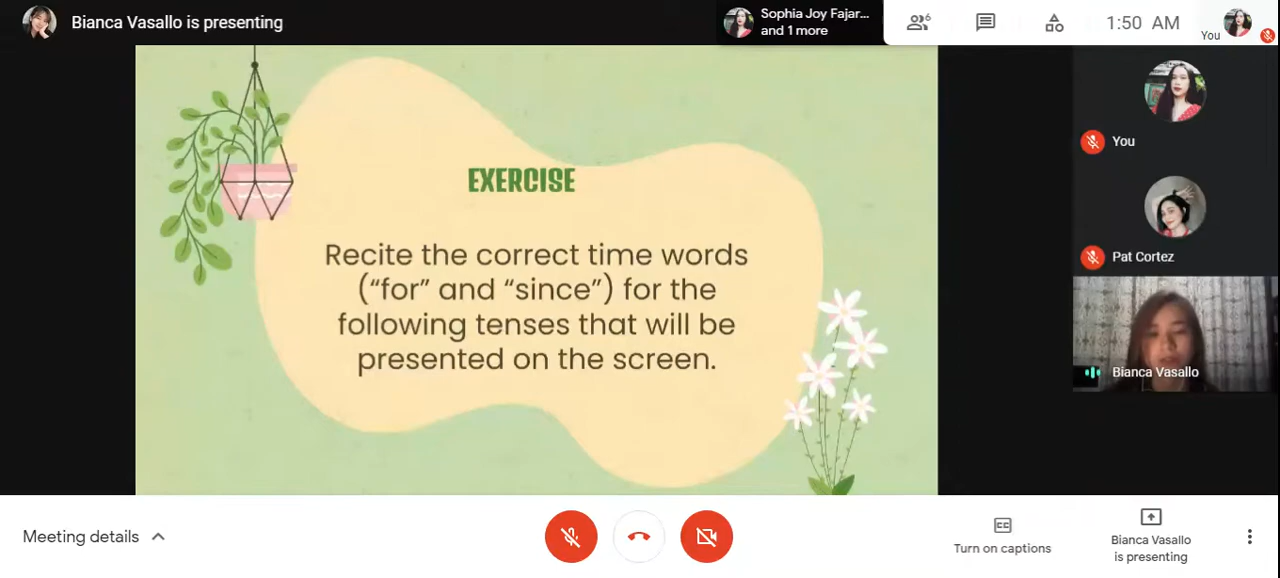 Bianca Vasallo is presenting
Sophia Joy Fajar...
and 1 more
6
1:50 AM
You
You
Pat Cortez
Bianca Vasallo
EXERCISE
Recite the correct time words
(“for” and “since”) for the
following tenses that will be
presented on the screen.
Meeting details
CC
Turn on captions
Bianca Vasallo
is presenting